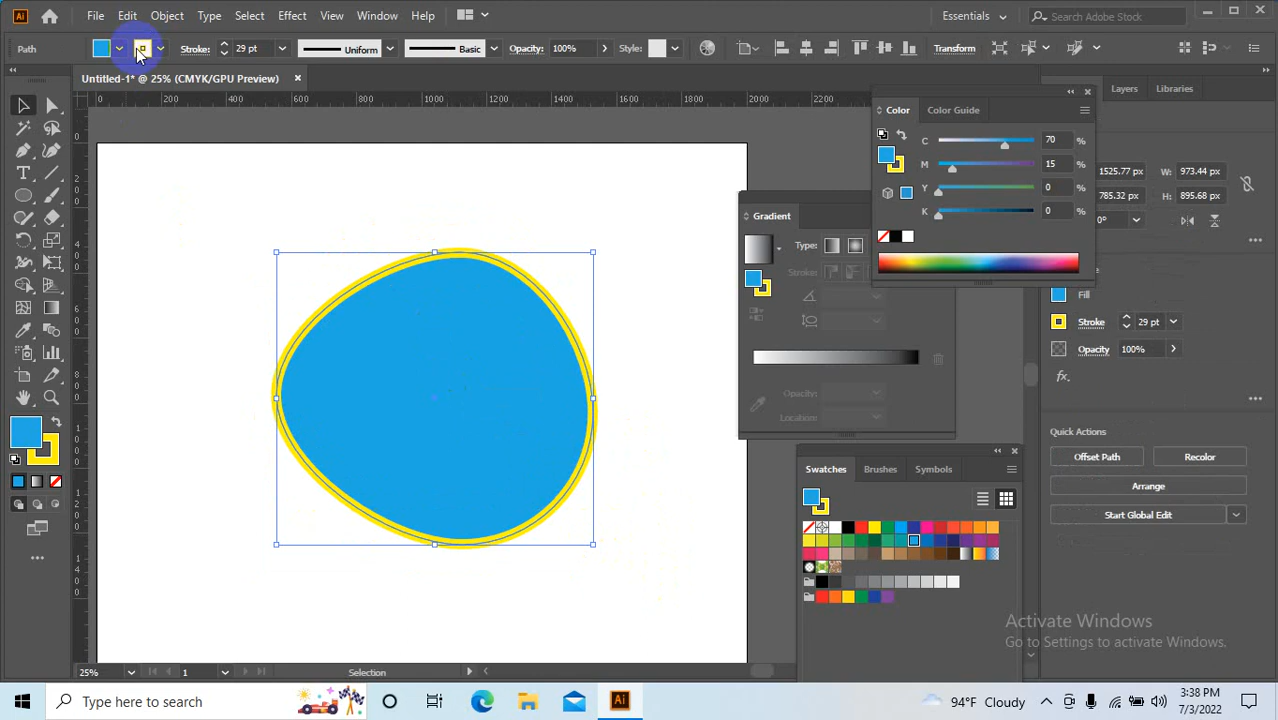 Ai File Edit Object Type Select Effect View Window Help Essentials Search Adobe Stock
Path Stroke: 29 pt Uniform Basic Opacity: 100% Style: Transform
Untitled-1* @ 25% (CMYK/GPU Preview) ×
0 200 400 600 800 1000 1200 1400 1600 1800 2000 2200
Layers Libraries
Color Color Guide
C 70 %
M 15 %
Y 0 %
K 0 %
1525.77 px W: 973.44 px
785.32 px H: 895.68 px
0°
Gradient Type:
Stroke:
Opacity:
Location:
Fill
Stroke 29 pt
Opacity 100%
fx.
Quick Actions
Offset Path Recolor
Arrange
Start Global Edit
Swatches Brushes Symbols
Activate Windows
Go to Settings to activate Windows.
25% 1 Selection
Type here to search
94°F Cloudy
3:38 PM
7/3/2022